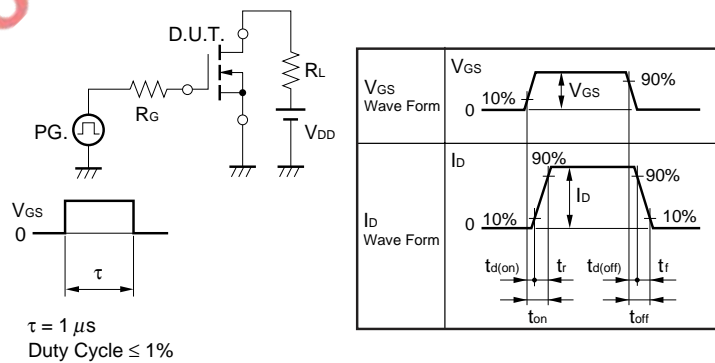 D.U.T.
RL
RG
PG.
VDD
VGS
0
τ
τ = 1 μs
Duty Cycle ≤ 1%
VGS
Wave Form
VGS
10%
0
VGS
90%
ID
Wave Form
ID
90%
90%
0 10%
ID
10%
td(on) tr td(off) tf
ton toff